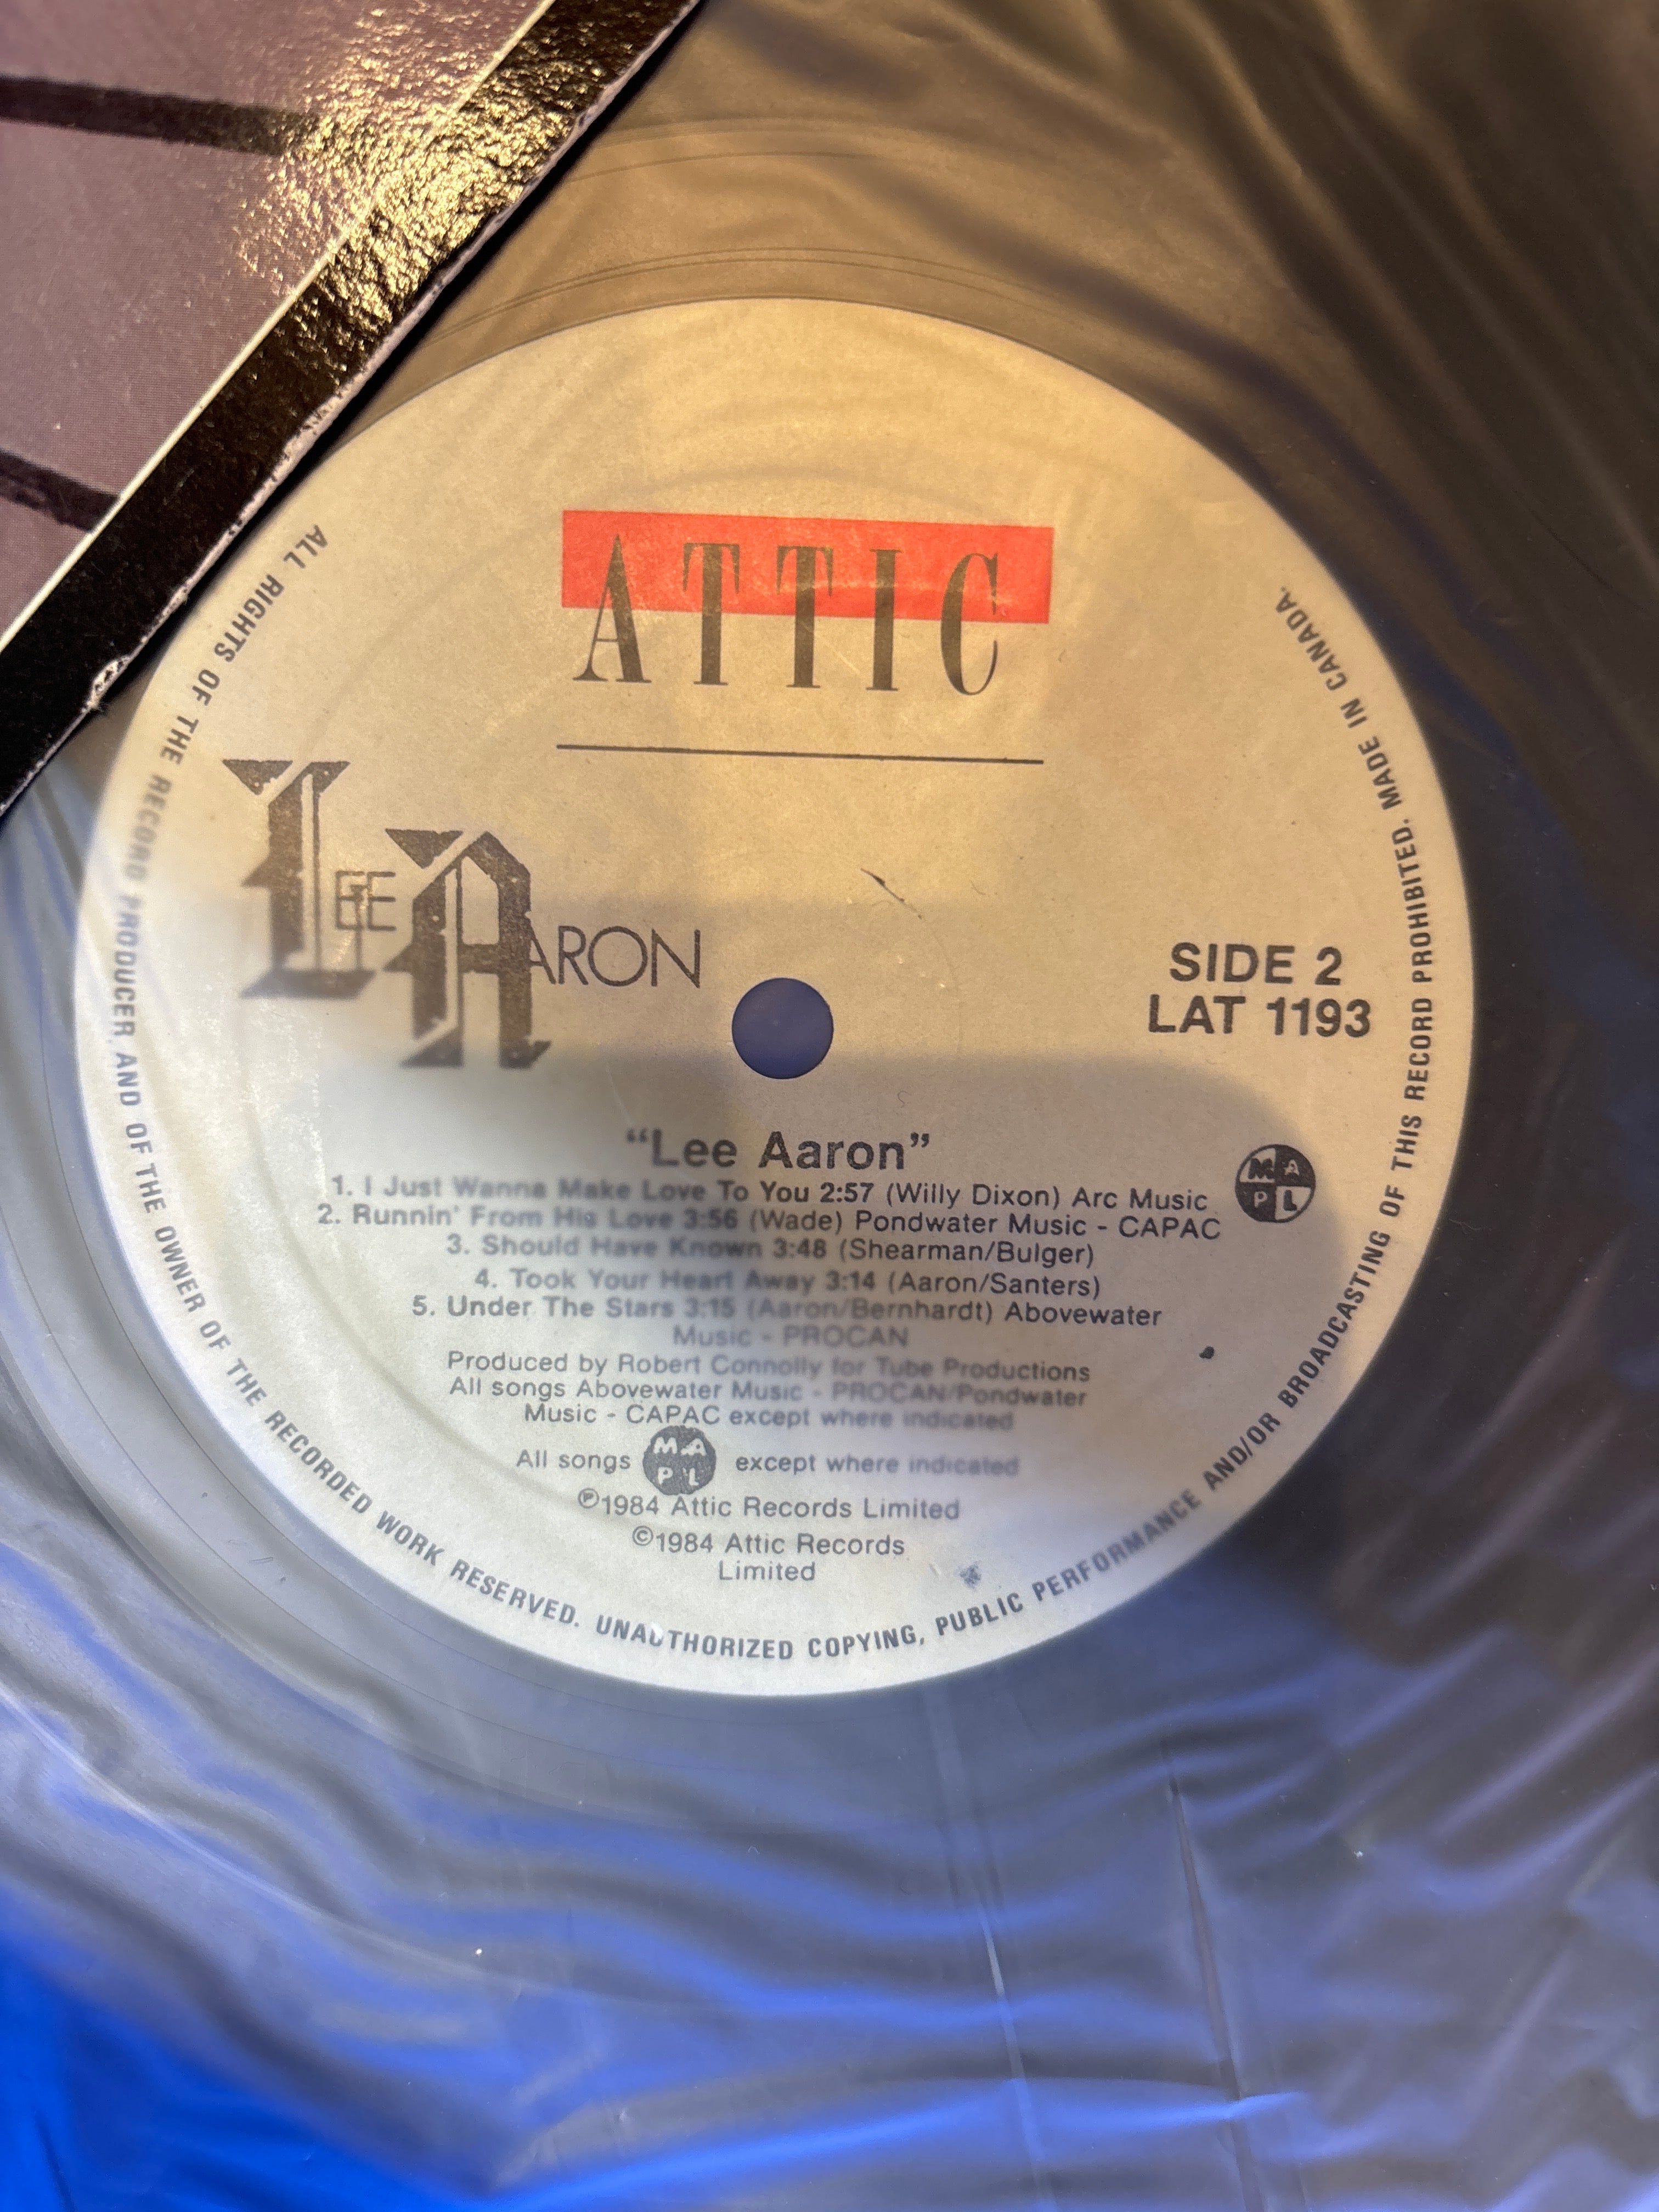 ATTIC
LEE AARON
SIDE 2
LAT 1193
“Lee Aaron”
1. I Just Wanna Make Love To You 2:57 (Willy Dixon) Arc Music
MAPL
2. Runnin' From His Love 3:56 (Wade) Pondwater Music - CAPAC
3. Should Have Known 3:48 (Shearman/Bulger)
4. Took Your Heart Away 3:14 (Aaron/Santers)
5. Under The Stars 3:15 (Aaron/Bernhardt) Abovewater
Music - PROCAN
Produced by Robert Connolly for Tube Productions
All songs Abovewater Music - PROCAN/Pondwater
Music - CAPAC except where indicated
All songs MAPL except where indicated
℗1984 Attic Records Limited
©1984 Attic Records
Limited
ALL RIGHTS OF THE RECORD PRODUCER AND OF THE OWNER OF THE RECORDED WORK RESERVED. UNAUTHORIZED COPYING, PUBLIC PERFORMANCE AND/OR BROADCASTING OF THIS RECORD PROHIBITED. MADE IN CANADA.